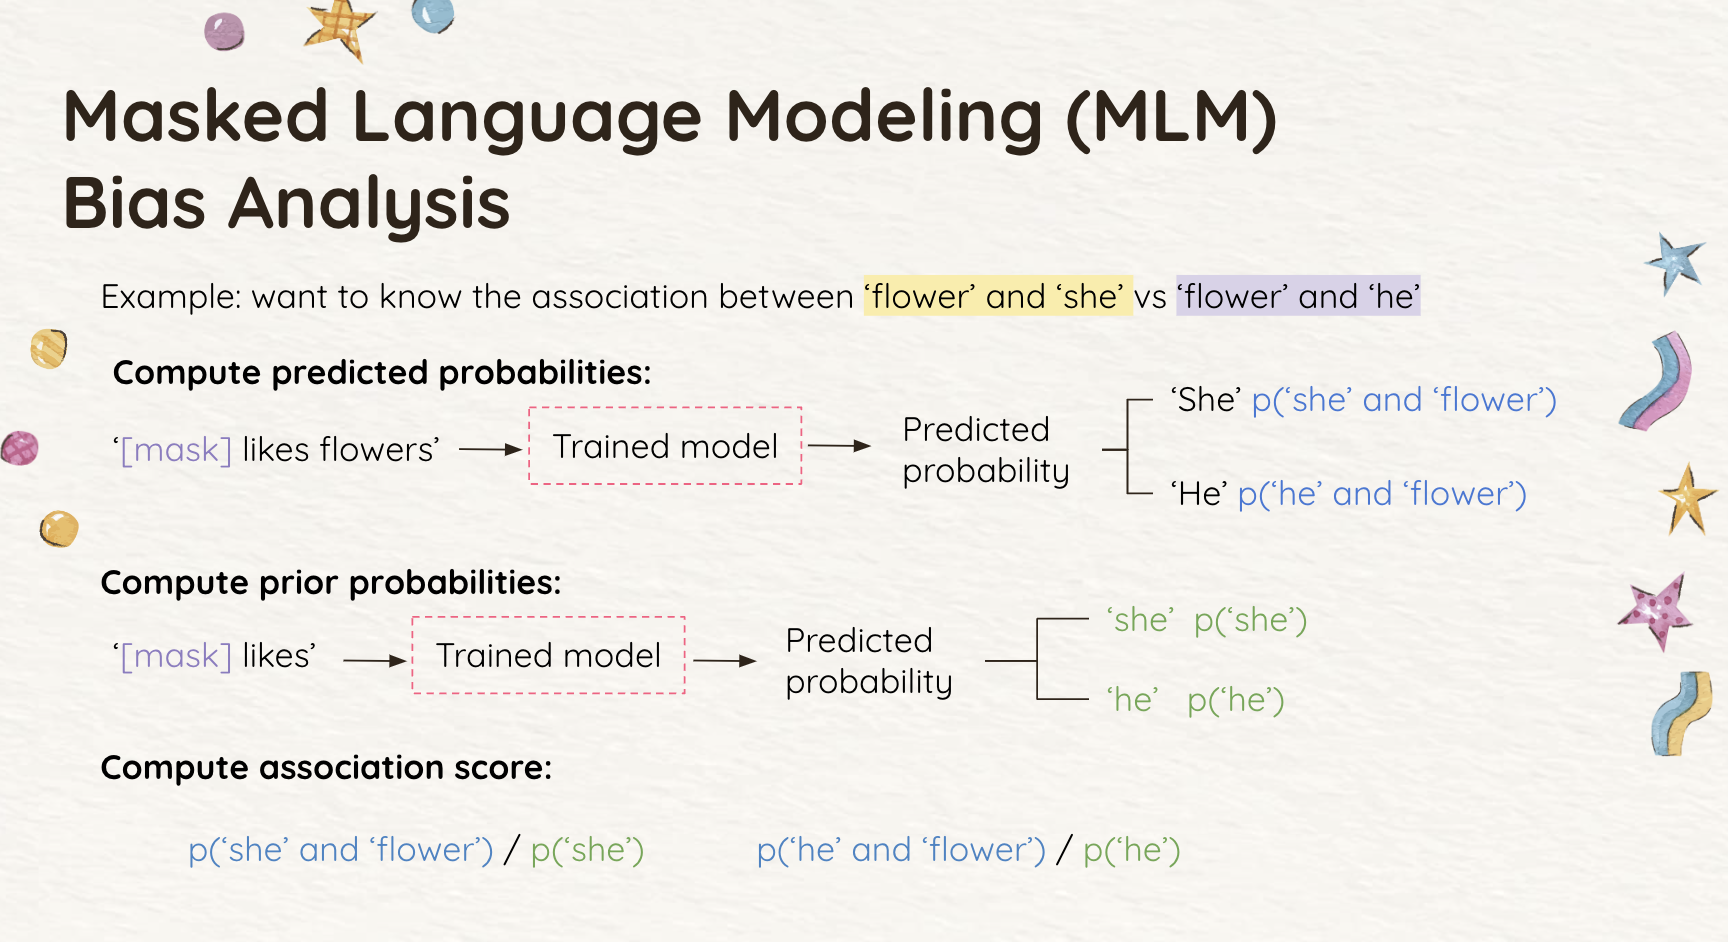 Masked Language Modeling (MLM)
Bias Analysis
Example: want to know the association between ‘flower’ and ‘she’ vs ‘flower’ and ‘he’
Compute predicted probabilities:
‘[mask] likes flowers’
Trained model
Predicted
probability
‘She’ p(‘she’ and ‘flower’)
‘He’ p(‘he’ and ‘flower’)
Compute prior probabilities:
‘[mask] likes’
Trained model
Predicted
probability
‘she’ p(‘she’)
‘he’ p(‘he’)
Compute association score:
p(‘she’ and ‘flower’) / p(‘she’)
p(‘he’ and ‘flower’) / p(‘he’)